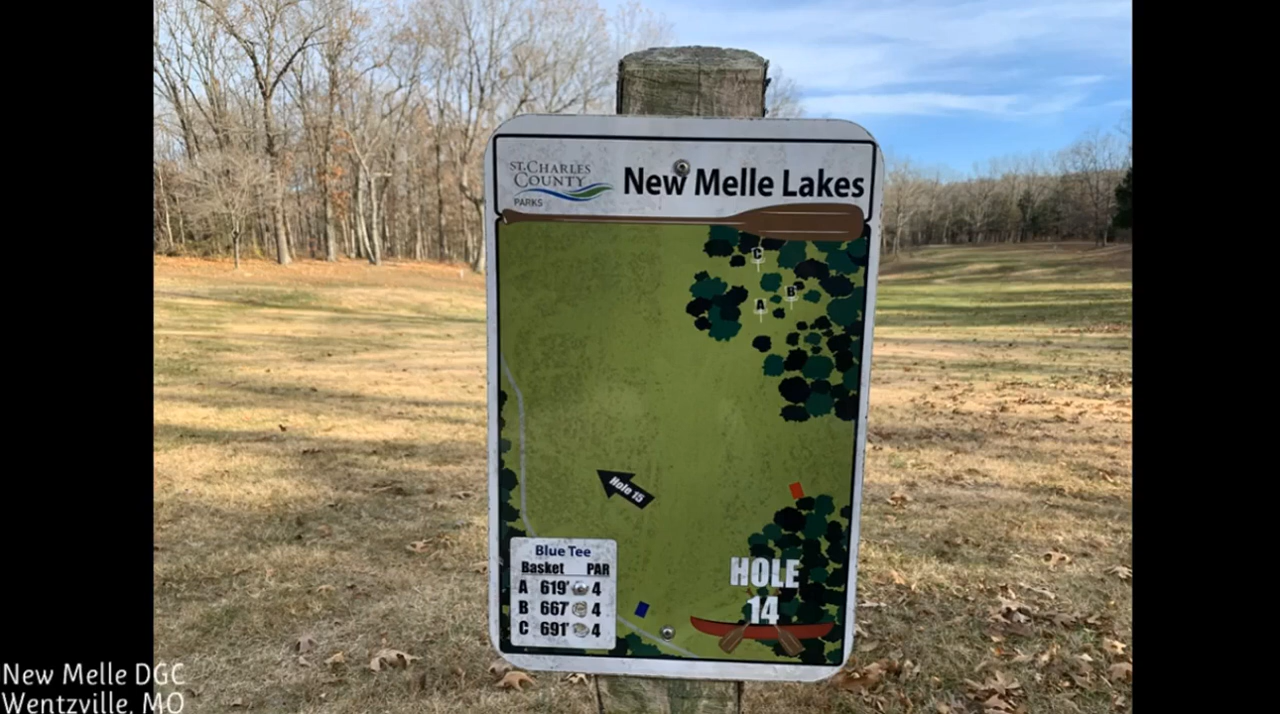 ST. CHARLES
COUNTY
PARKS
New Melle Lakes
C
B
A
Hole 15
Blue Tee
Basket PAR
A 619' 4
B 667' 4
C 691' 4
HOLE
14
New Melle DGC
Wentzville, MO